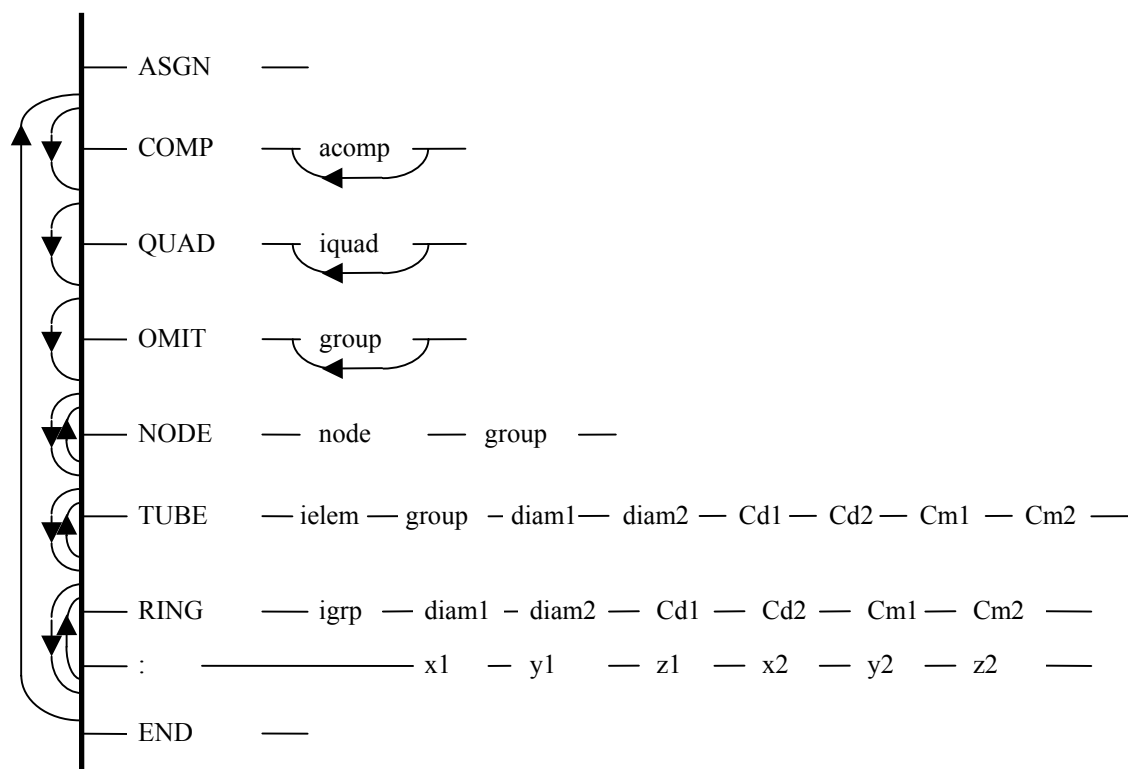 ASGN
COMP acomp
QUAD iquad
OMIT group
NODE node group
TUBE ielem group diam1 diam2 Cd1 Cd2 Cm1 Cm2
RING igrp diam1 diam2 Cd1 Cd2 Cm1 Cm2
: x1 y1 z1 x2 y2 z2
END